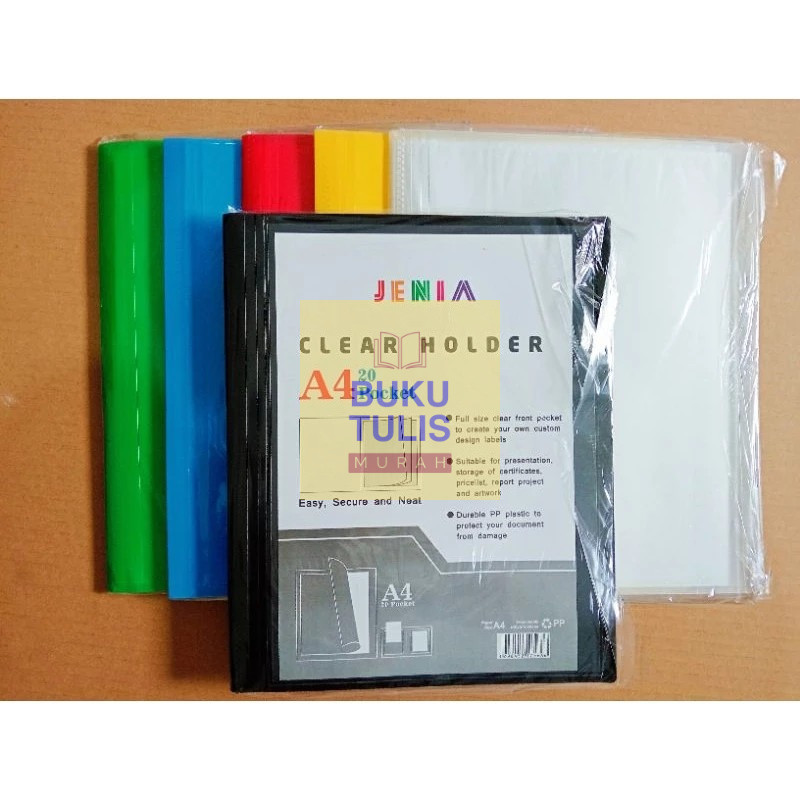 JENIA
CLEAR HOLDER
A4 20 Pocket
BUKU
TULIS
MURAH
Full size clear front pocket
to create your own custom
design labels
Suitable for presentation,
storage of certificates,
pricelist, report project
and artwork
Easy, Secure and Neat
Durable PP plastic to
protect your document
from damage
A4
20 Pocket
A4
PP